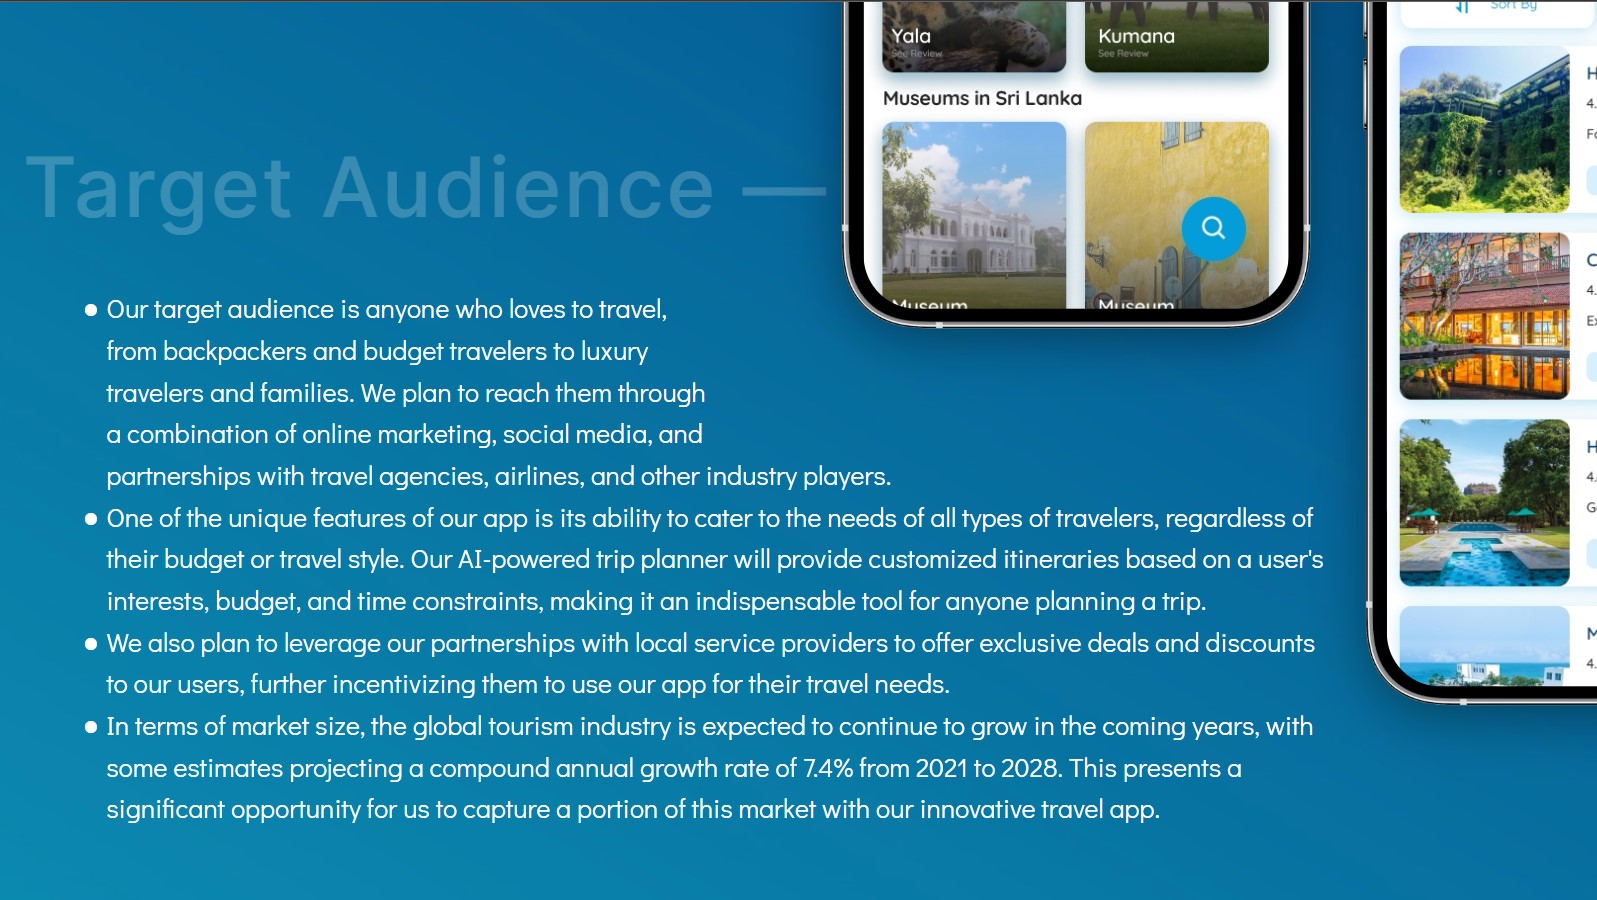 Sort By
Yala
See Review
Kumana
See Review
Museums in Sri Lanka
Museum
Museum
Target Audience —
● Our target audience is anyone who loves to travel,
from backpackers and budget travelers to luxury
travelers and families. We plan to reach them through
a combination of online marketing, social media, and
partnerships with travel agencies, airlines, and other industry players.
● One of the unique features of our app is its ability to cater to the needs of all types of travelers, regardless of
their budget or travel style. Our AI-powered trip planner will provide customized itineraries based on a user's
interests, budget, and time constraints, making it an indispensable tool for anyone planning a trip.
● We also plan to leverage our partnerships with local service providers to offer exclusive deals and discounts
to our users, further incentivizing them to use our app for their travel needs.
● In terms of market size, the global tourism industry is expected to continue to grow in the coming years, with
some estimates projecting a compound annual growth rate of 7.4% from 2021 to 2028. This presents a
significant opportunity for us to capture a portion of this market with our innovative travel app.